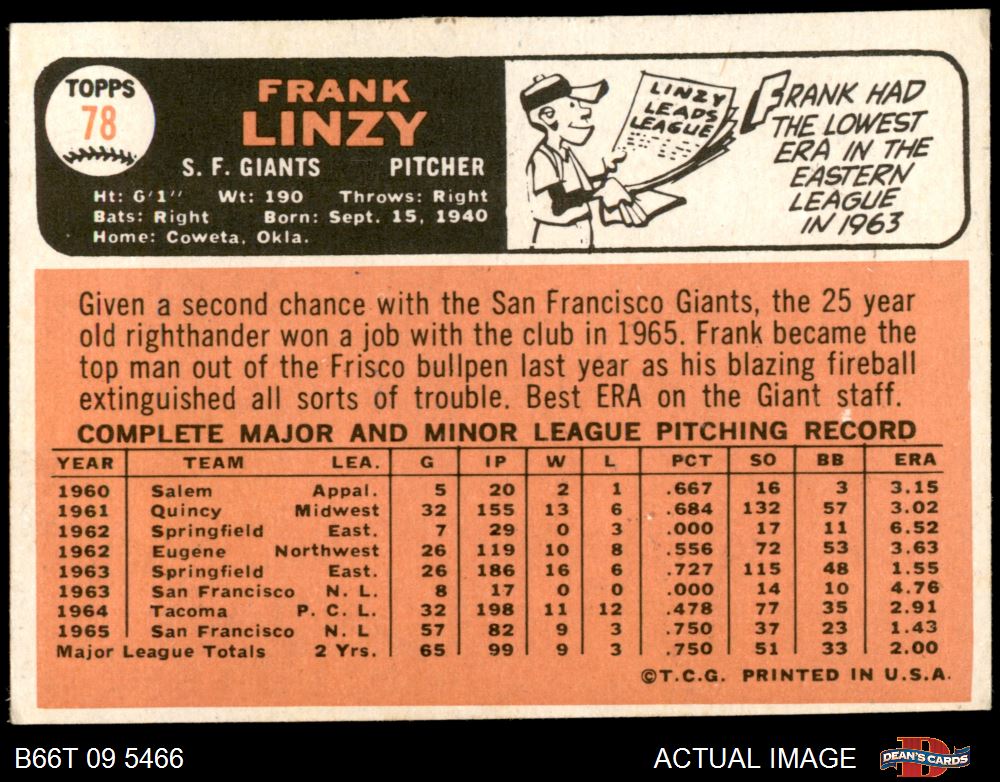 TOPPS
78
FRANK
LINZY
S. F. GIANTS PITCHER
Ht: 6'1" Wt: 190 Throws: Right
Bats: Right Born: Sept. 15, 1940
Home: Coweta, Okla.
LINZY
LEADS
LEAGUE
FRANK HAD
THE LOWEST
ERA IN THE
EASTERN
LEAGUE
IN 1963
Given a second chance with the San Francisco Giants, the 25 year
old righthander won a job with the club in 1965. Frank became the
top man out of the Frisco bullpen last year as his blazing fireball
extinguished all sorts of trouble. Best ERA on the Giant staff.
COMPLETE MAJOR AND MINOR LEAGUE PITCHING RECORD
YEAR TEAM LEA. G IP W L PCT SO BB ERA
1960 Salem Appal. 5 20 2 1 .667 16 3 3.15
1961 Quincy Midwest 32 155 13 6 .684 132 57 3.02
1962 Springfield East. 7 29 0 3 .000 17 11 6.52
1962 Eugene Northwest 26 119 10 8 .556 72 53 3.63
1963 Springfield East. 26 186 16 6 .727 115 48 1.55
1963 San Francisco N. L. 8 17 0 0 .000 14 10 4.76
1964 Tacoma P. C. L. 32 198 11 12 .478 77 35 2.91
1965 San Francisco N. L 57 82 9 3 .750 37 23 1.43
Major League Totals 2 Yrs. 65 99 9 3 .750 51 33 2.00
©T.C.G. PRINTED IN U.S.A.
B66T 09 5466 ACTUAL IMAGE DEAN'S CARDS